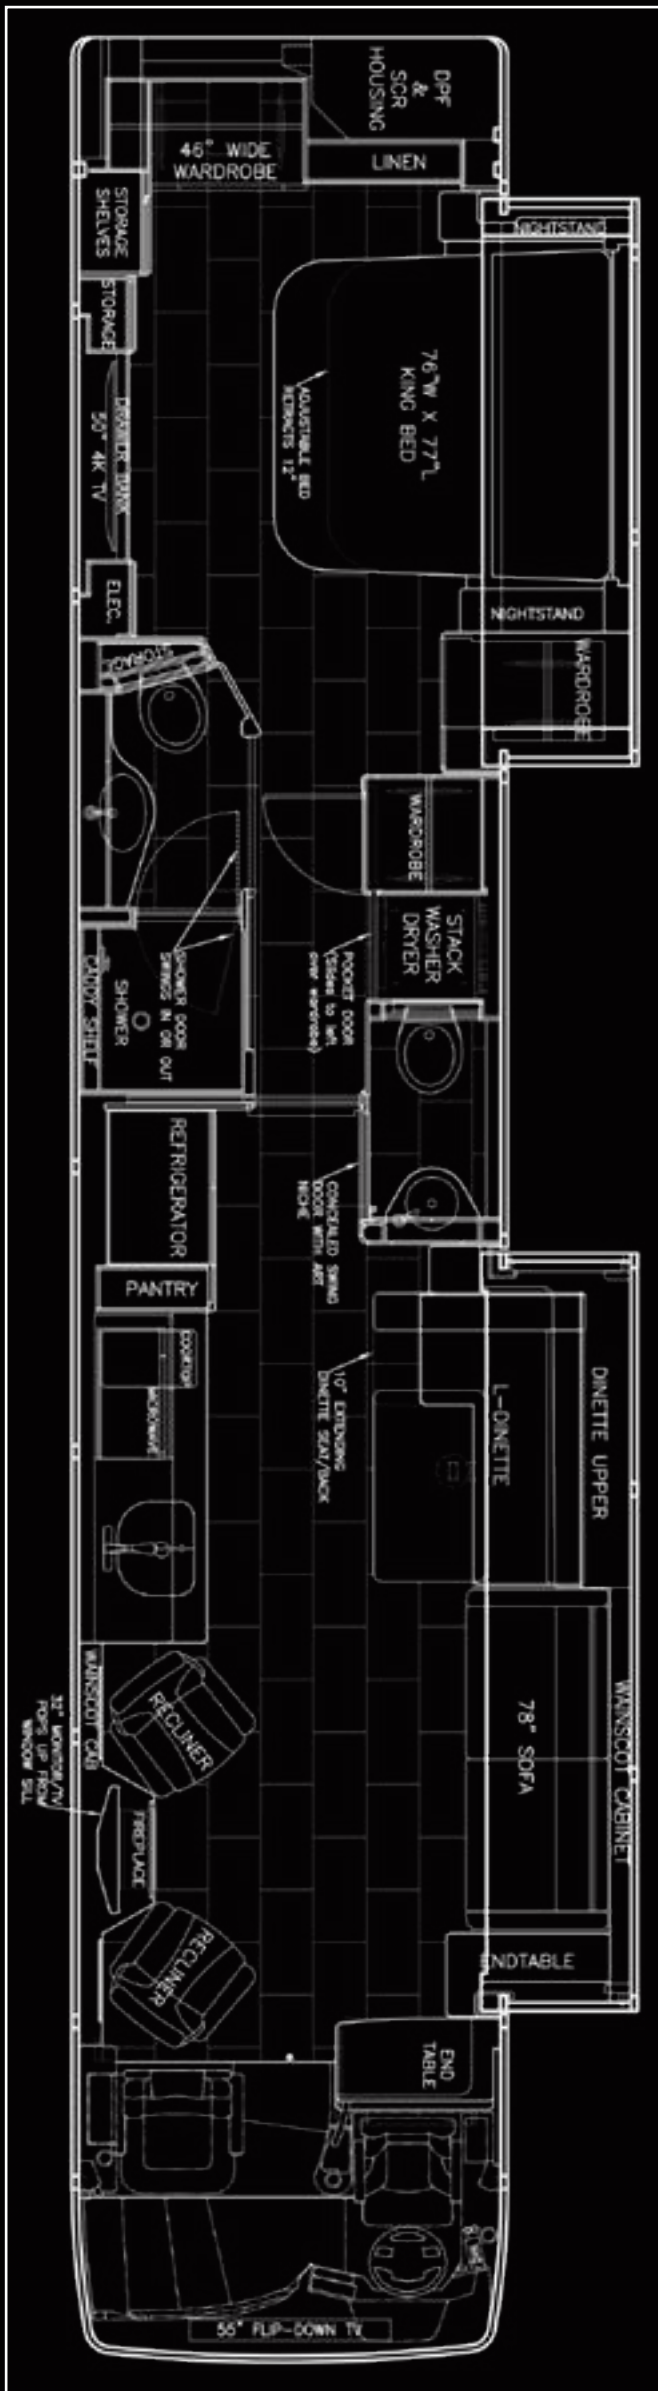 DPF
&
SCR
HOUSING
46" WIDE
WARDROBE
LINEN
STORAGE
SHELVES
NIGHTSTAND
STORAGE
76"W X 77"L
KING BED
ADJUSTABLE BED
RETRACTS 12"
DRAWER BANK
50" 4K TV
ELEC.
NIGHTSTAND
STORAGE
WARDROBE
WARDROBE
STACK
WASHER
DRYER
POCKET DOOR
(Slides to left
over wardrobe)
SHOWER DOOR
SWINGS IN OR OUT
SHOWER
CADDY SHELF
REFRIGERATOR
CONCEALED SWING
DOOR WITH ART
NICHE
PANTRY
10" EXTENDING
DINETTE SEAT/BACK
COOKTOP
MICROWAVE
L-DINETTE
DINETTE UPPER
WAINSCOT CAB
RECLINER
78" SOFA
WAINSCOT CABINET
32" MONITOR/TV
POPS UP FROM
WINDOW SILL
FIREPLACE
RECLINER
ENDTABLE
END
TABLE
55" FLIP-DOWN TV